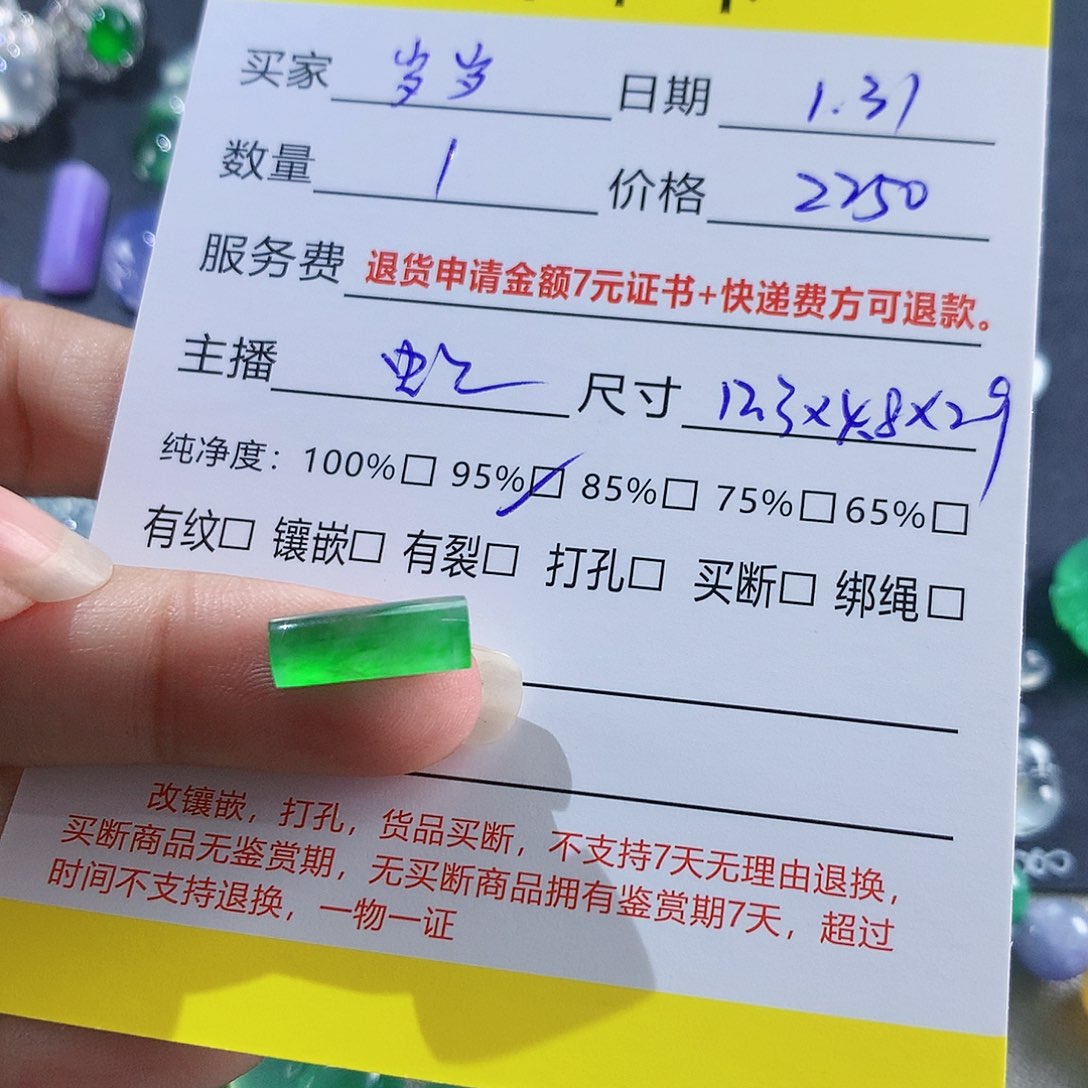 买家 岁岁 日期 1.31
数量 1 价格 2250
服务费 退货申请金额7元证书+快递费方可退款。
主播 蛇 尺寸 12.3×4.8×2.9
纯净度：100%□ 95%□ 85%□ 75%□ 65%□
有纹□ 镶嵌□ 有裂□ 打孔□ 买断□ 绑绳□
改镶嵌，打孔，货品买断，不支持7天无理由退换，
买断商品无鉴赏期，无买断商品拥有鉴赏期7天，超过
时间不支持退换，一物一证